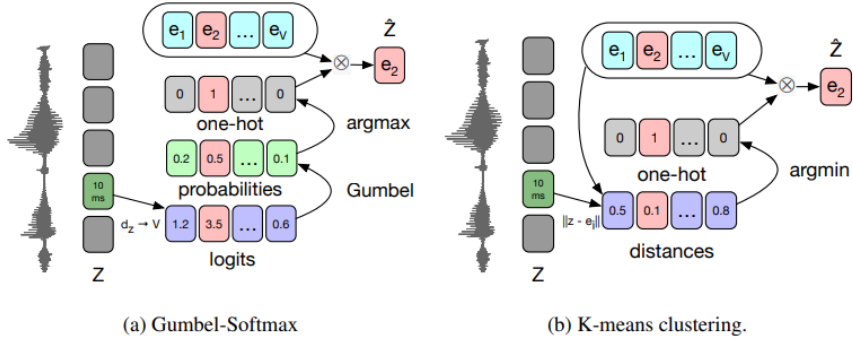 e1 e2 ... eV
Ẑ
e2
0 1 ... 0
one-hot
argmax
0.2 0.5 ... 0.1
probabilities
Gumbel
10 ms
dz → V
1.2 3.5 ... 0.6
logits
Z
(a) Gumbel-Softmax
e1 e2 ... eV
Ẑ
e2
0 1 ... 0
one-hot
argmin
10 ms
||z - ei||
0.5 0.1 ... 0.8
distances
Z
(b) K-means clustering.